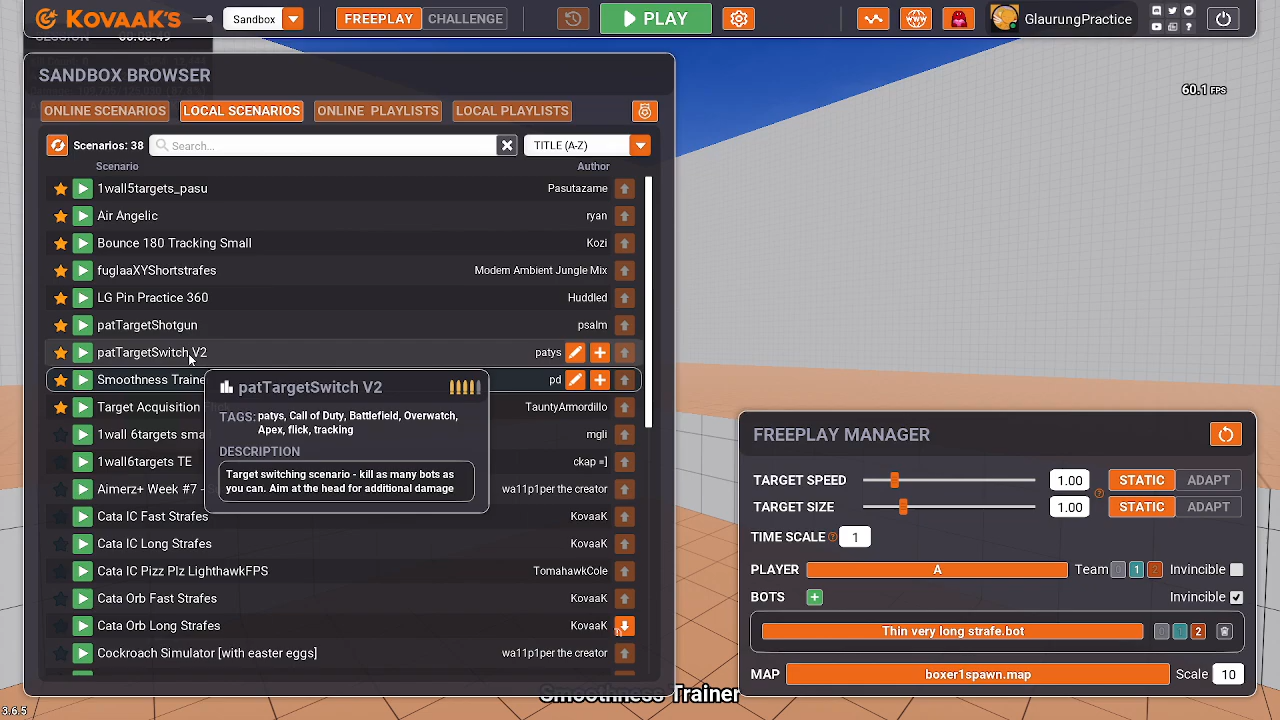 KOVAAK'S
Sandbox
FREEPLAY
CHALLENGE
PLAY
GlaurungPractice
SANDBOX BROWSER
60.1 FPS
ONLINE SCENARIOS
LOCAL SCENARIOS
ONLINE PLAYLISTS
LOCAL PLAYLISTS
Scenarios: 38
Search...
TITLE (A-Z)
Scenario Author
1wall5targets_pasu Pasutazame
Air Angelic ryan
Bounce 180 Tracking Small Kozi
fuglaaXYShortstrafes Modern Ambient Jungle Mix
LG Pin Practice 360 Huddled
patTargetShotgun psalm
patTargetSwitch V2 patys
Smoothness Traine pd
Target Acquisition TauntyArmordillo
1wall 6targets sma mgli
1wall6targets TE ckap =]
Aimerz+ Week #7 - wa11p1per the creator
Cata IC Fast Strafes KovaaK
Cata IC Long Strafes KovaaK
Cata IC Pizz Plz LighthawkFPS TomahawkCole
Cata Orb Fast Strafes KovaaK
Cata Orb Long Strafes KovaaK
Cockroach Simulator [with easter eggs] wa11p1per the creator
patTargetSwitch V2
TAGS: patys, Call of Duty, Battlefield, Overwatch,
Apex, flick, tracking
DESCRIPTION
Target switching scenario - kill as many bots as
you can. Aim at the head for additional damage
FREEPLAY MANAGER
TARGET SPEED 1.00 STATIC ADAPT
TARGET SIZE 1.00 STATIC ADAPT
TIME SCALE 1
PLAYER A Team 1 2 Invincible
BOTS + Invincible
Thin very long strafe.bot 1 2
MAP boxer1spawn.map Scale 10
Smoothness Trainer
3.6.5